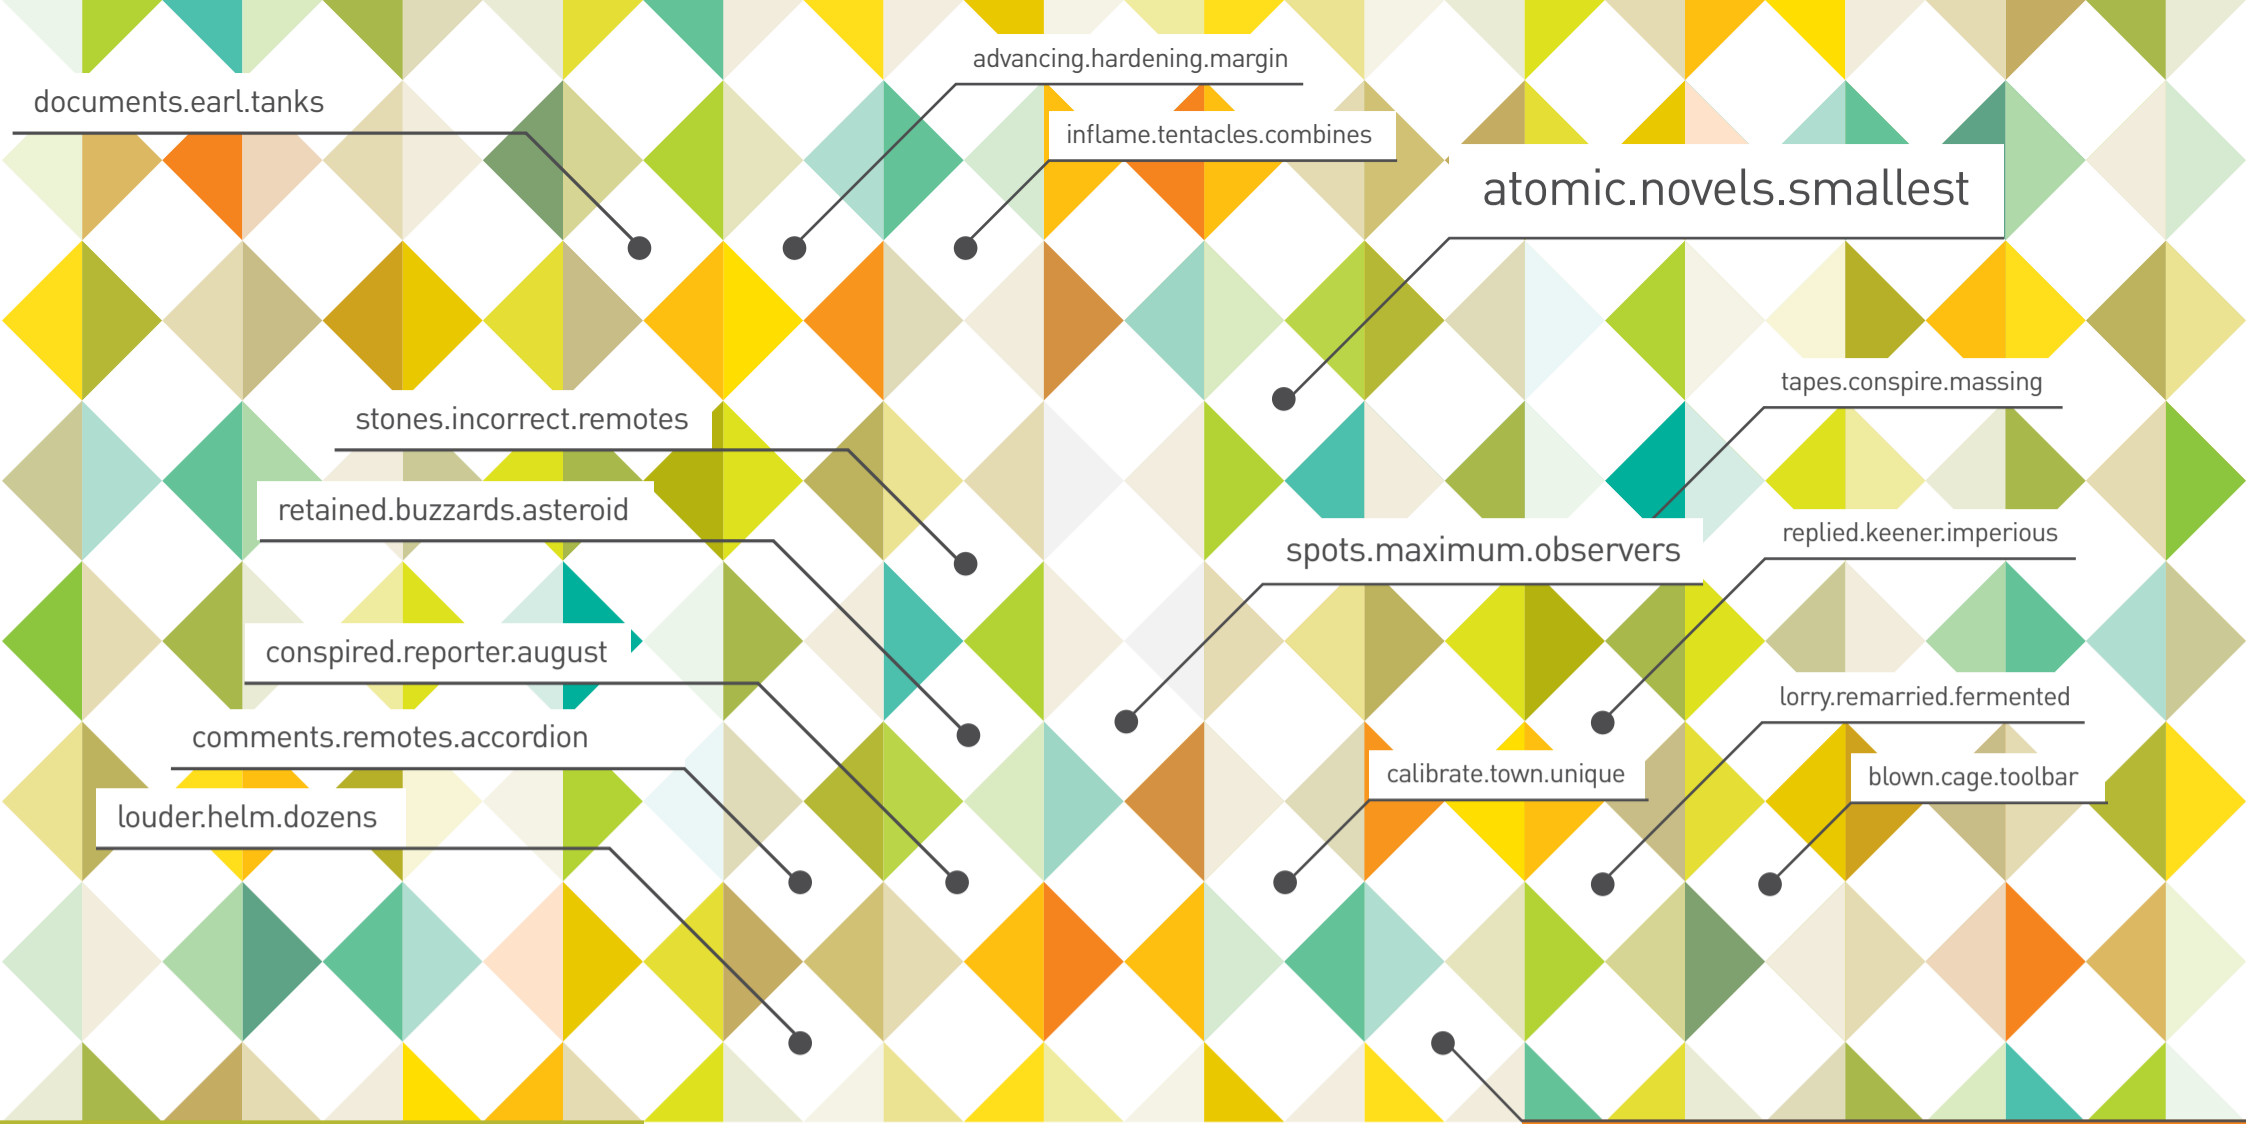 advancing.hardening.margin
documents.earl.tanks
inflame.tentacles.combines
atomic.novels.smallest
tapes.conspire.massing
stones.incorrect.remotes
retained.buzzards.asteroid
replied.keener.imperious
spots.maximum.observers
conspired.reporter.august
lorry.remarried.fermented
comments.remotes.accordion
calibrate.town.unique
blown.cage.toolbar
louder.helm.dozens